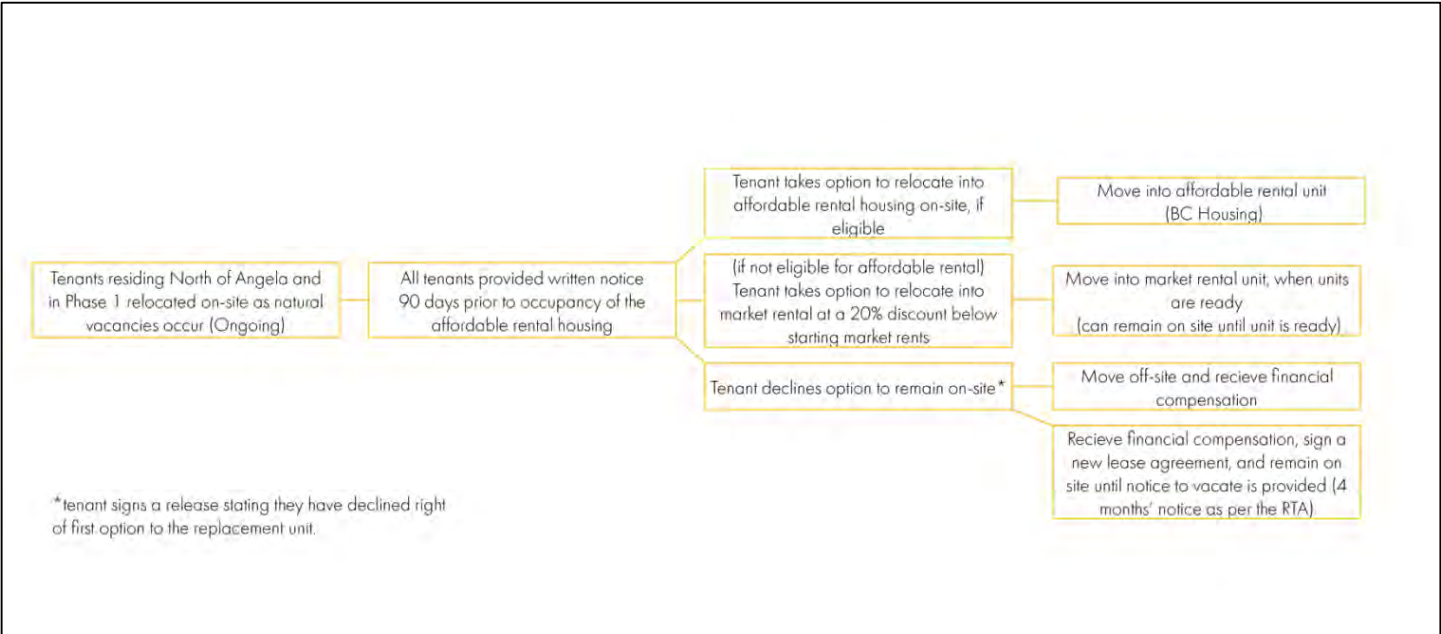 Tenants residing North of Angela and
in Phase 1 relocated on-site as natural
vacancies occur (Ongoing)
All tenants provided written notice
90 days prior to occupancy of the
affordable rental housing
Tenant takes option to relocate into
affordable rental housing on-site, if
eligible
Move into affordable rental unit
(BC Housing)
(if not eligible for affordable rental)
Tenant takes option to relocate into
market rental at a 20% discount below
starting market rents
Move into market rental unit, when units
are ready
(can remain on site until unit is ready)
Tenant declines option to remain on-site*
Move off-site and recieve financial
compensation
Recieve financial compensation, sign a
new lease agreement, and remain on
site until notice to vacate is provided (4
months' notice as per the RTA)
*tenant signs a release stating they have declined right
of first option to the replacement unit.